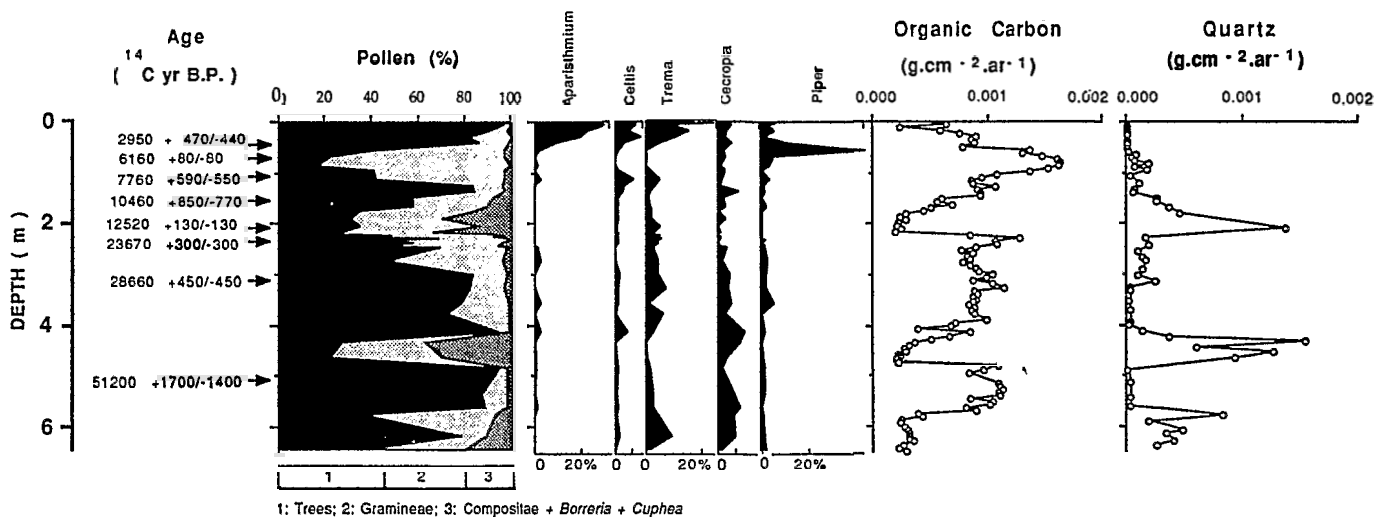 Age
(14C yr B.P.)
Pollen (%)
Aparisthmium
Celtis
Trema
Cecropia
Piper
Organic Carbon
(g.cm-2.ar-1)
Quartz
(g.cm-2.ar-1)
0 20 40 60 80 100
0.000 0.001 0.002
0.000 0.001 0.002
DEPTH (m)
0
2
4
6
2950 + 470/-440
6160 +80/-80
7760 +590/-550
10460 +850/-770
12520 +130/-130
23670 +300/-300
28660 +450/-450
51200 +1700/-1400
0 20% 0 0 20% 0 20% 0 20%
1 2 3
1: Trees; 2: Gramineae; 3: Compositae + Borreria + Cuphea